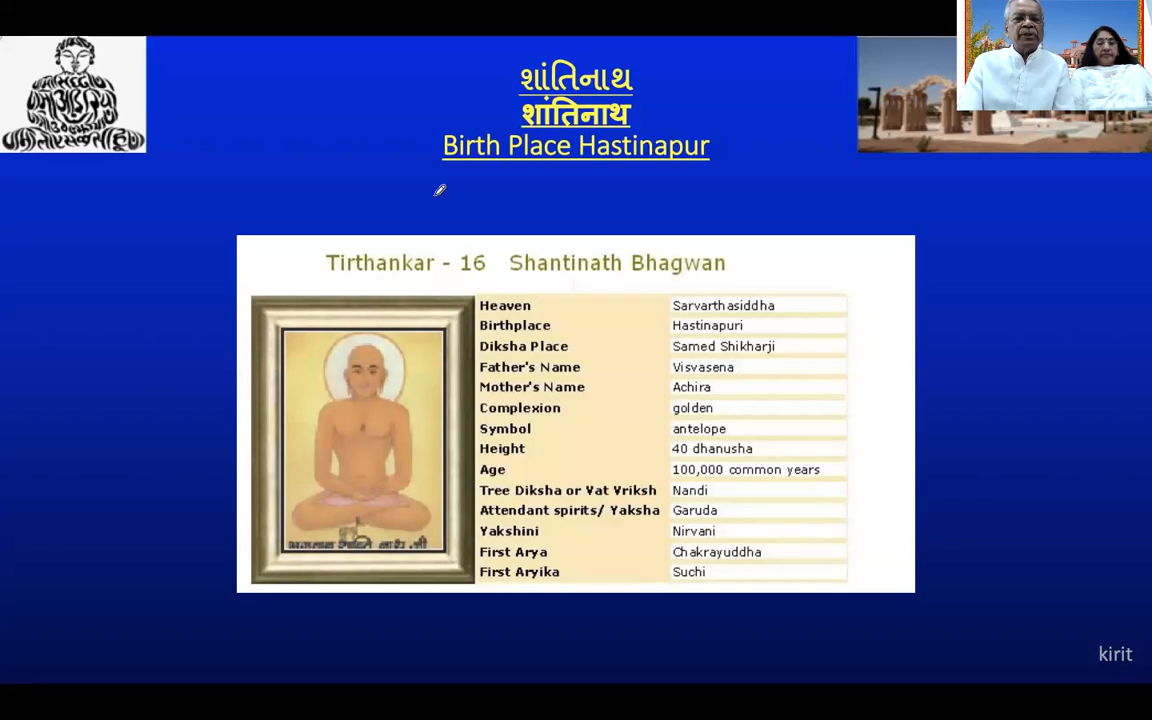 શાંતિનાથ
શાંતિનાથ
Birth Place Hastinapur
Tirthankar - 16 Shantinath Bhagwan
Heaven Sarvarthasiddha
Birthplace Hastinapuri
Diksha Place Samed Shikharji
Father's Name Visvasena
Mother's Name Achira
Complexion golden
Symbol antelope
Height 40 dhanusha
Age 100,000 common years
Tree Diksha or Vat Vriksh Nandi
Attendant spirits/ Yaksha Garuda
Yakshini Nirvani
First Arya Chakrayuddha
First Aryika Suchi
kirit